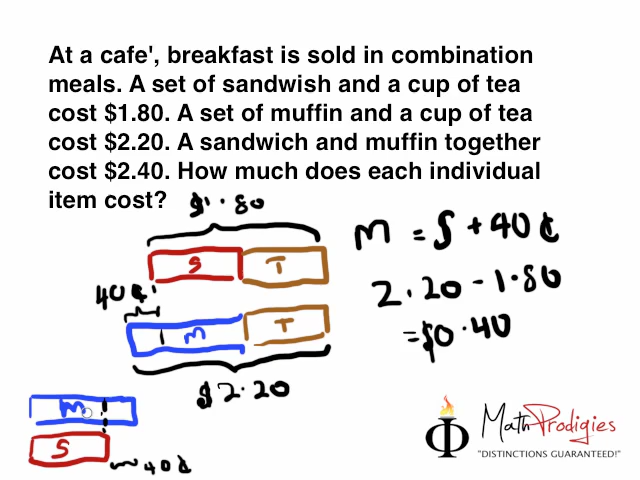 At a cafe', breakfast is sold in combination
meals. A set of sandwish and a cup of tea
cost $1.80. A set of muffin and a cup of tea
cost $2.20. A sandwich and muffin together
cost $2.40. How much does each individual
item cost?
$1.80
M = S + 40¢
S T
2.20 - 1.80
40¢
= $0.40
M T
$2.20
M
S
40¢
Math Prodigies
"DISTINCTIONS GUARANTEED!"